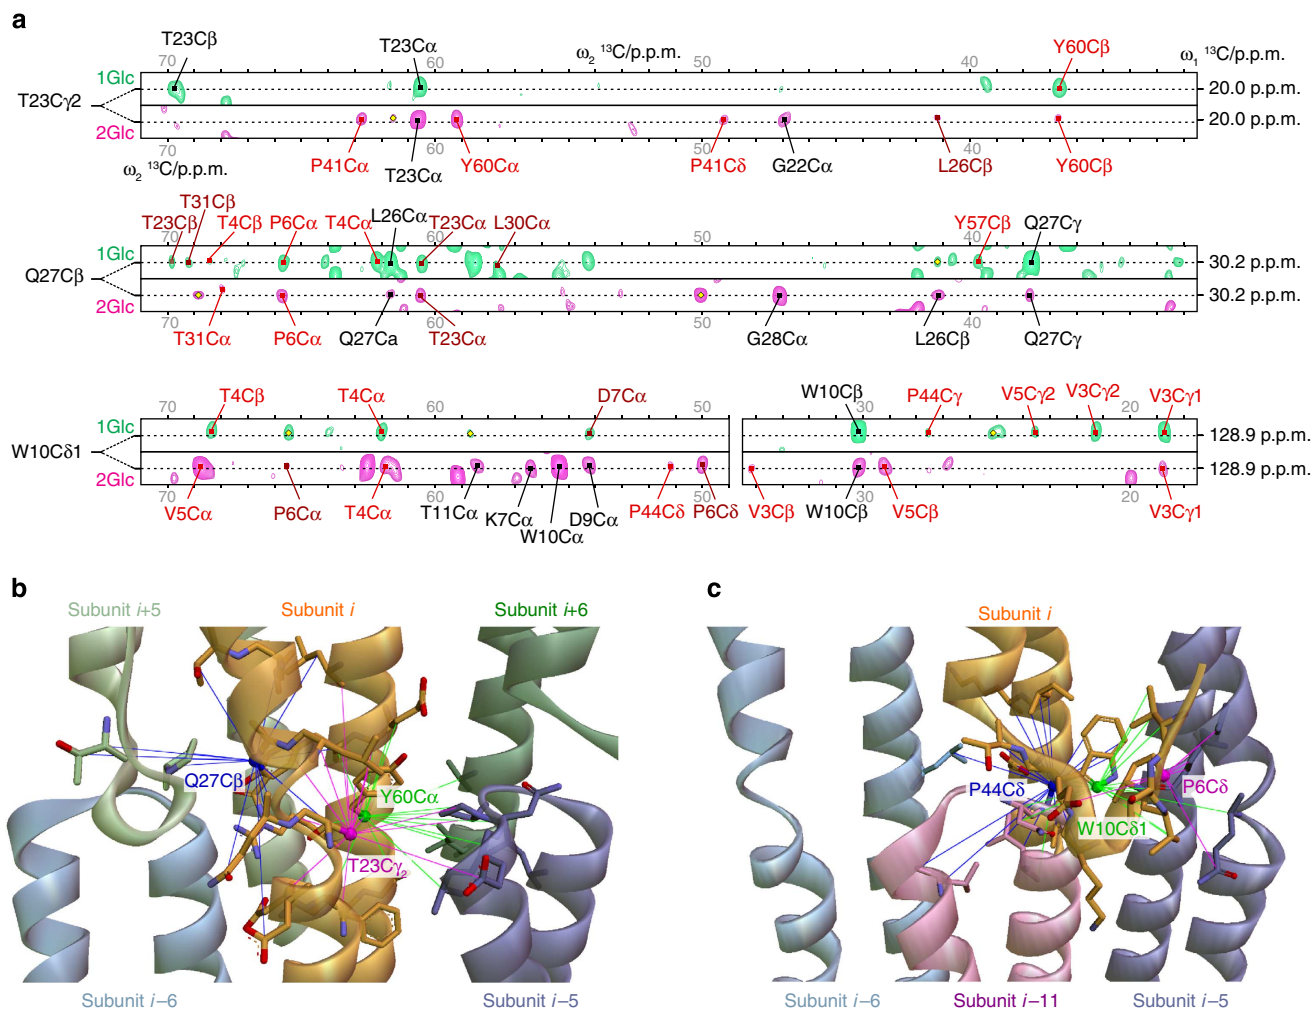 a
T23Cβ
T23Cα
ω2 13C/p.p.m.
Y60Cβ
ω1 13C/p.p.m.
70
50
40
1Glc
T23Cγ2
2Glc
20.0 p.p.m.
20.0 p.p.m.
70
60
50
40
ω2 13C/p.p.m.
P41Cα
T23Cα
Y60Cα
P41Cδ
G22Cα
L26Cβ
Y60Cβ
T23Cβ
T31Cβ
T4Cβ
P6Cα
T4Cα
L26Cα
T23Cα
L30Cα
Y57Cβ
Q27Cγ
70
50
40
1Glc
Q27Cβ
2Glc
30.2 p.p.m.
30.2 p.p.m.
70
60
50
40
T31Cα
P6Cα
Q27Ca
T23Cα
G28Cα
L26Cβ
Q27Cγ
T4Cβ
T4Cα
D7Cα
W10Cβ
P44Cγ
V5Cγ2
V3Cγ2
V3Cγ1
70
60
50
30
20
1Glc
W10Cδ1
2Glc
128.9 p.p.m.
128.9 p.p.m.
70
50
30
20
V5Cα
P6Cα
T4Cα
T11Cα
K7Cα
W10Cα
D9Cα
P44Cδ
P6Cδ
V3Cβ
W10Cβ
V5Cβ
V3Cγ1
b
Subunit i+5
Subunit i
Subunit i+6
Q27Cβ
Y60Cα
T23Cγ2
Subunit i−6
Subunit i−5
c
Subunit i
P44Cδ
P6Cδ
W10Cδ1
Subunit i−6
Subunit i−11
Subunit i−5